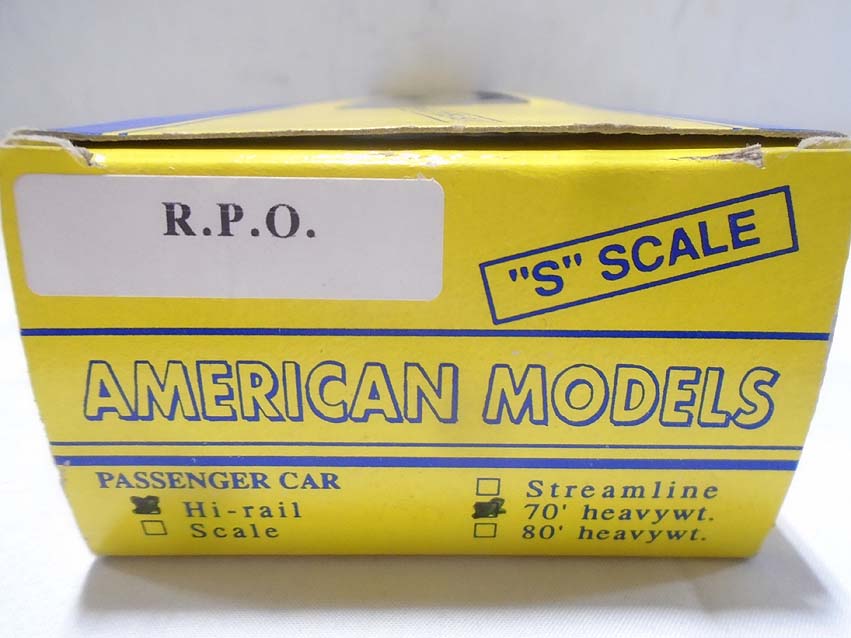 R.P.O.
"S" SCALE
AMERICAN MODELS
PASSENGER CAR
Hi-rail
Scale
Streamline
70' heavywt.
80' heavywt.